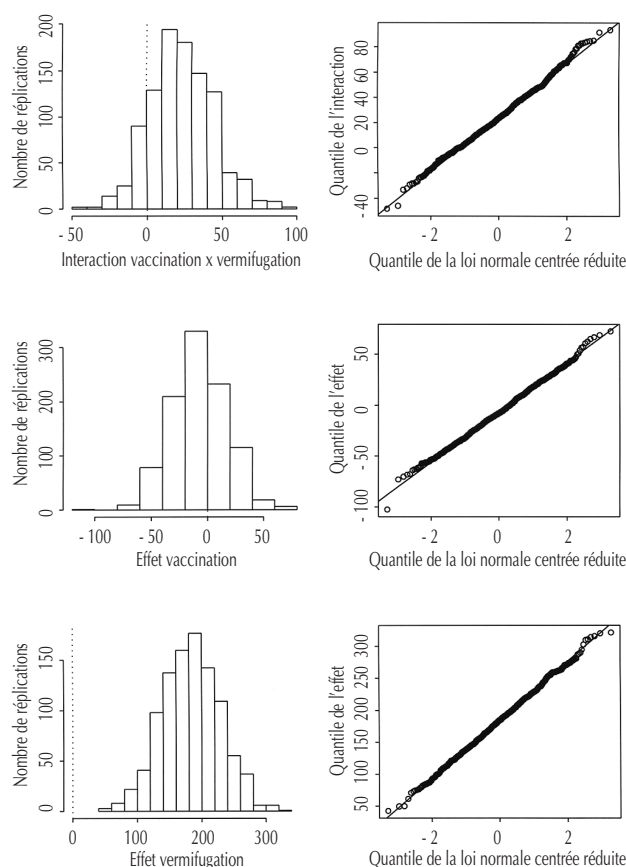 Nombre de réplications
0 50 100 150 200
- 50 0 50 100
Interaction vaccination x vermifugation
Quantile de l'interaction
- 40 0 20 40 60 80
- 2 0 2
Quantile de la loi normale centrée réduite
Nombre de réplications
0 100 200 300
- 100 - 50 0 50
Effet vaccination
Quantile de l'effet
- 100 - 50 0 50
- 2 0 2
Quantile de la loi normale centrée réduite
Nombre de réplications
0 50 100 150
0 100 200 300
Effet vermifugation
Quantile de l'effet
50 100 150 200 250 300
- 2 0 2
Quantile de la loi normale centrée réduite